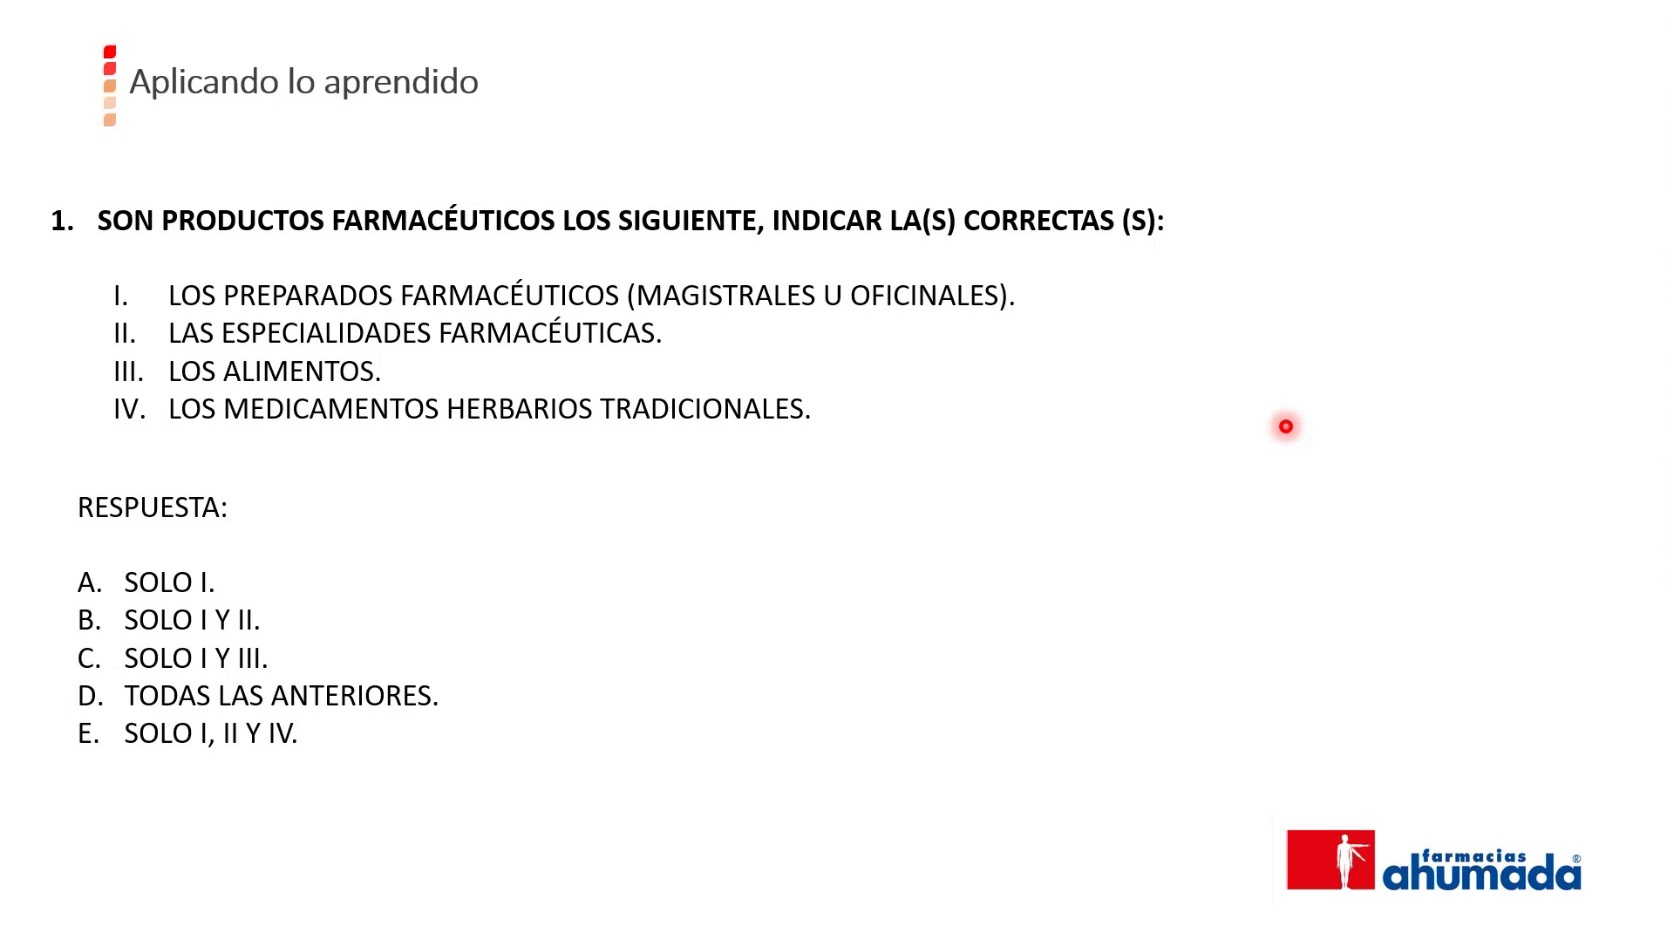 Aplicando lo aprendido
1. SON PRODUCTOS FARMACÉUTICOS LOS SIGUIENTE, INDICAR LA(S) CORRECTAS (S):
I. LOS PREPARADOS FARMACÉUTICOS (MAGISTRALES U OFICINALES).
II. LAS ESPECIALIDADES FARMACÉUTICAS.
III. LOS ALIMENTOS.
IV. LOS MEDICAMENTOS HERBARIOS TRADICIONALES.
RESPUESTA:
A. SOLO I.
B. SOLO I Y II.
C. SOLO I Y III.
D. TODAS LAS ANTERIORES.
E. SOLO I, II Y IV.
farmacias
ahumada®